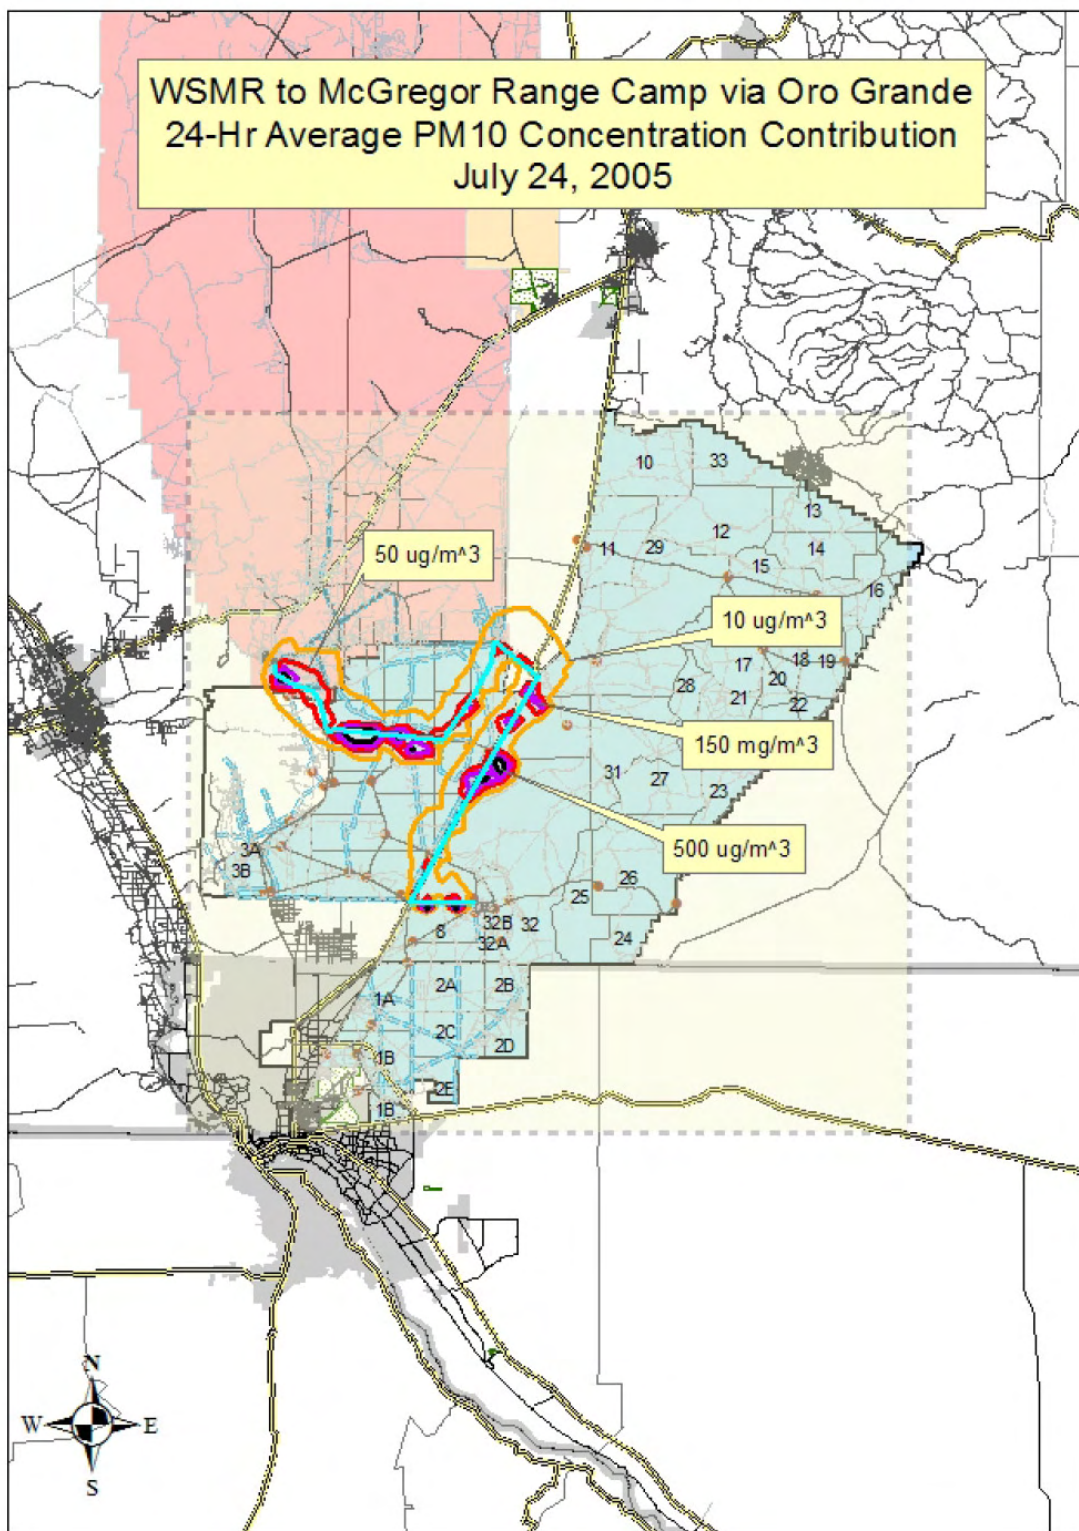 WSMR to McGregor Range Camp via Oro Grande
24-Hr Average PM10 Concentration Contribution
July 24, 2005
10
33
13
12
50 ug/m^3
11
29
14
15
16
10 ug/m^3
17
18
19
28
20
21
22
150 mg/m^3
31
27
23
3A
500 ug/m^3
3B
26
25
8
32B
32
32A
24
2A
2B
1A
2C
2D
1B
2E
1B
N
W
E
S